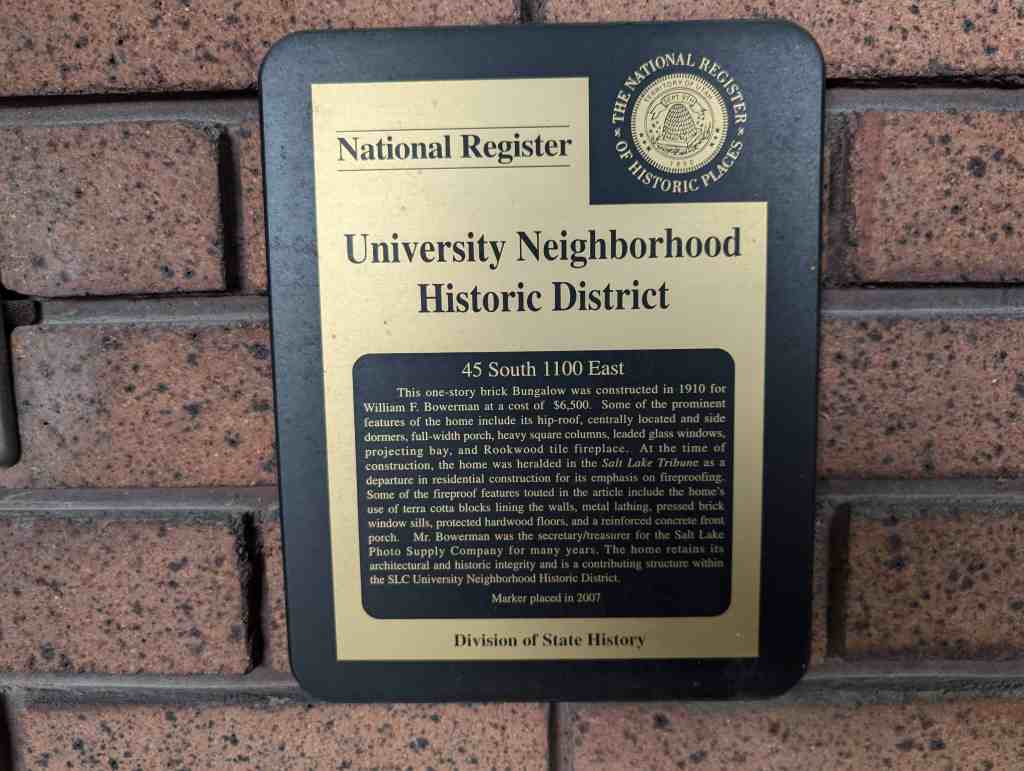 National Register
THE NATIONAL REGISTER
OF HISTORIC PLACES
TERRITORY OF UTAH
1850
University Neighborhood
Historic District
45 South 1100 East
This one-story brick Bungalow was constructed in 1910 for
William F. Bowerman at a cost of $6,500. Some of the prominent
features of the home include its hip-roof, centrally located and side
dormers, full-width porch, heavy square columns, leaded glass windows,
projecting bay, and Rookwood tile fireplace. At the time of
construction, the home was heralded in the Salt Lake Tribune as a
departure in residential construction for its emphasis on fireproofing.
Some of the fireproof features touted in the article include the home's
use of terra cotta blocks lining the walls, metal lathing, pressed brick
window sills, protected hardwood floors, and a reinforced concrete front
porch. Mr. Bowerman was the secretary/treasurer for the Salt Lake
Photo Supply Company for many years. The home retains its
architectural and historic integrity and is a contributing structure within
the SLC University Neighborhood Historic District.
Marker placed in 2007
Division of State History